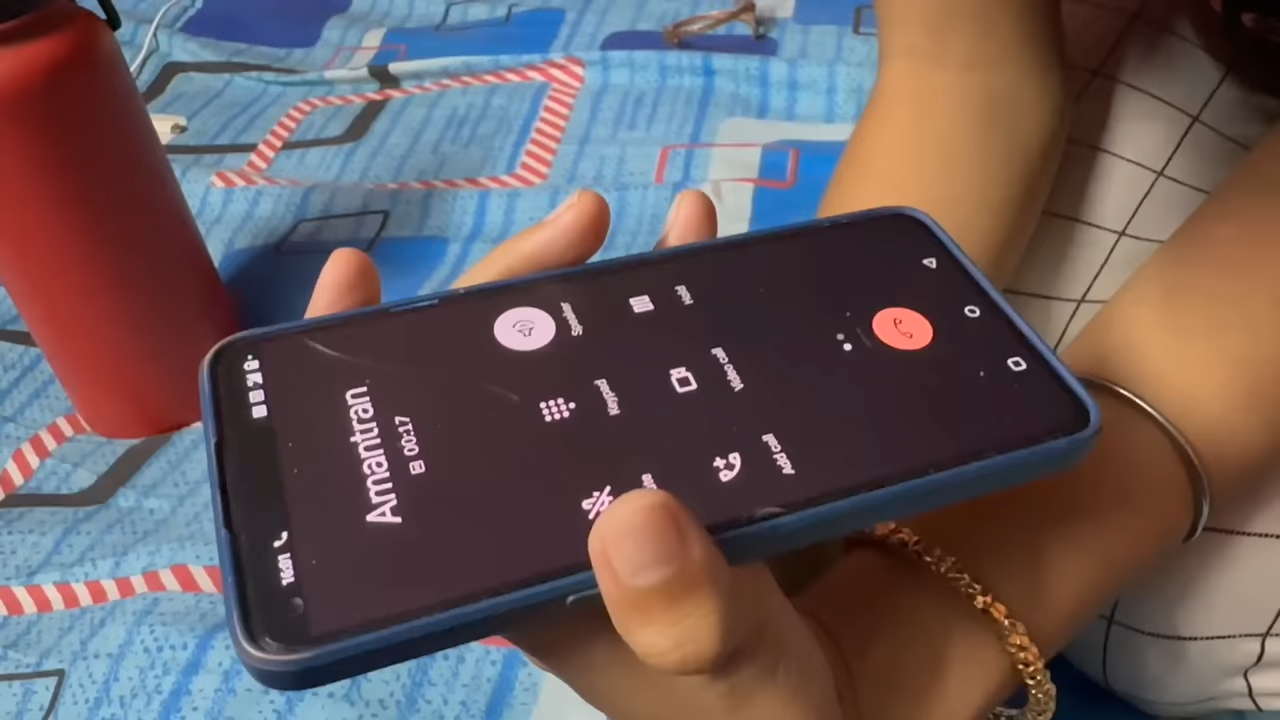 16:01
Amantran
00:17
Keypad
Speaker
Add call
Video call
Hold